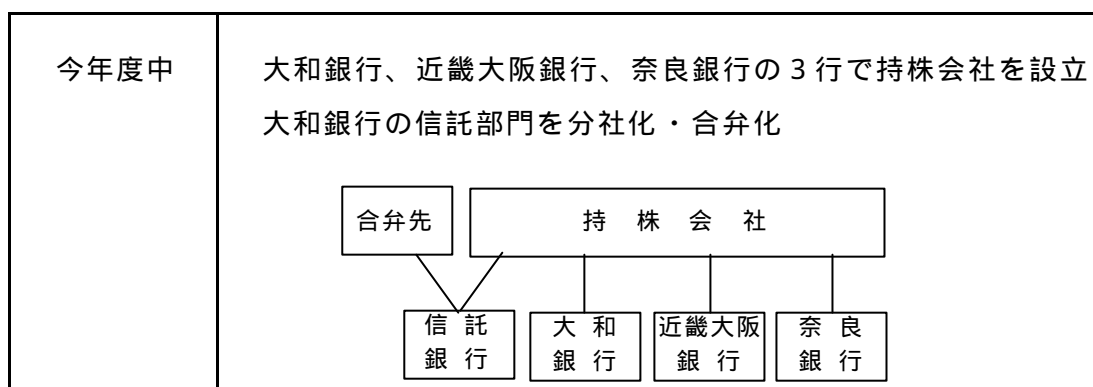 今年度中
大和銀行、近畿大阪銀行、奈良銀行の3行で持株会社を設立
大和銀行の信託部門を分社化・合弁化
合弁先
持 株 会 社
信 託
銀 行
大 和
銀 行
近畿大阪
銀 行
奈 良
銀 行